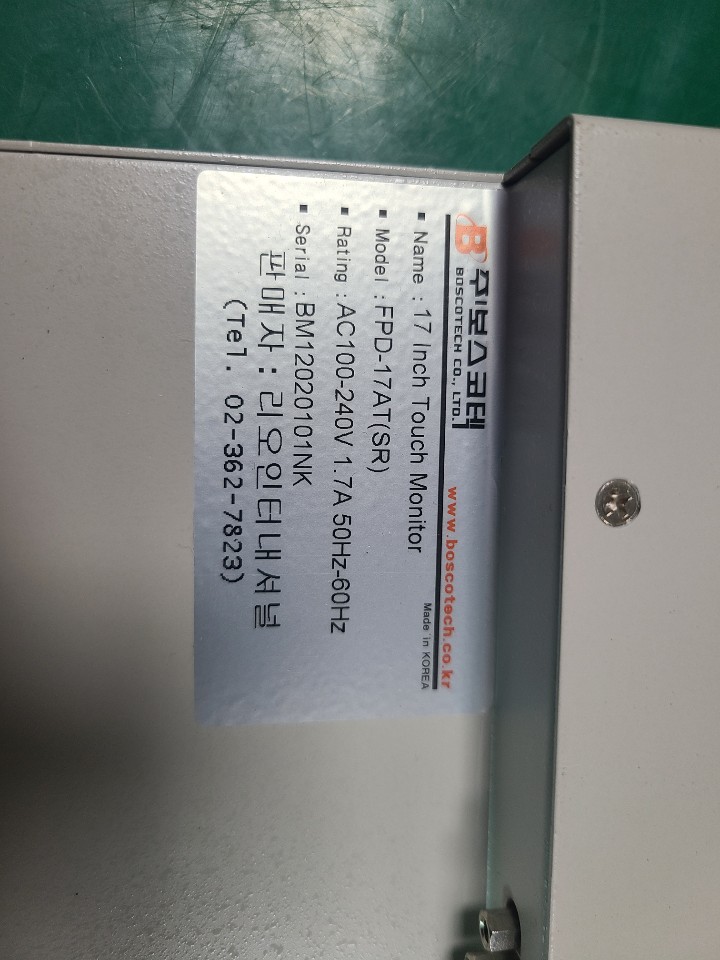 B 주보스코텍 www.boscotech.co.kr
BOSCOTECH CO., LTD.
Made in KOREA
▪ Name : 17 Inch Touch Monitor
▪ Model : FPD-17AT(SR)
▪ Rating : AC100-240V 1.7A 50Hz-60Hz
▪ Serial : BM12020101NK
판매자: 리오인터내셔널
(Tel. 02-362-7823)